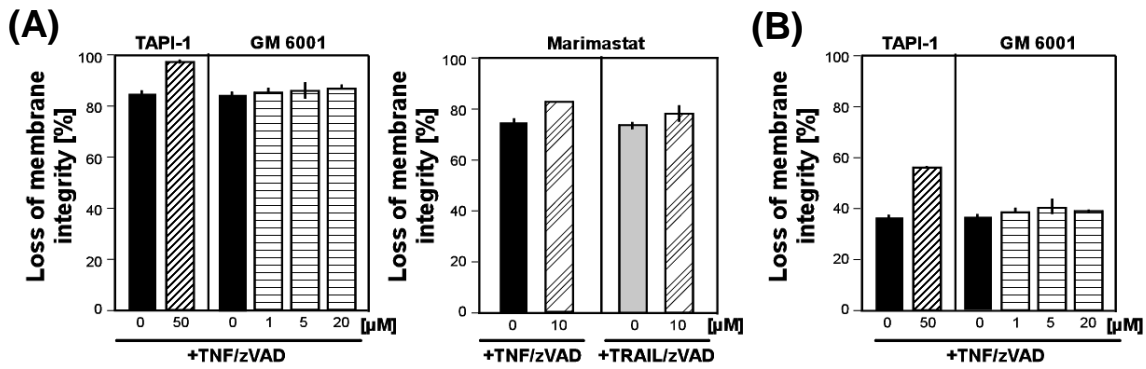 (A)
TAPI-1 GM 6001
Loss of membrane
integrity [%]
100
80
60
40
20
0
0 50 0 1 5 20 [µM]
+TNF/zVAD
Marimastat
Loss of membrane
integrity [%]
100
80
60
40
20
0
0 10 0 10 [µM]
+TNF/zVAD +TRAIL/zVAD
(B)
TAPI-1 GM 6001
Loss of membrane
integrity [%]
100
80
60
40
20
0
0 50 0 1 5 20 [µM]
+TNF/zVAD